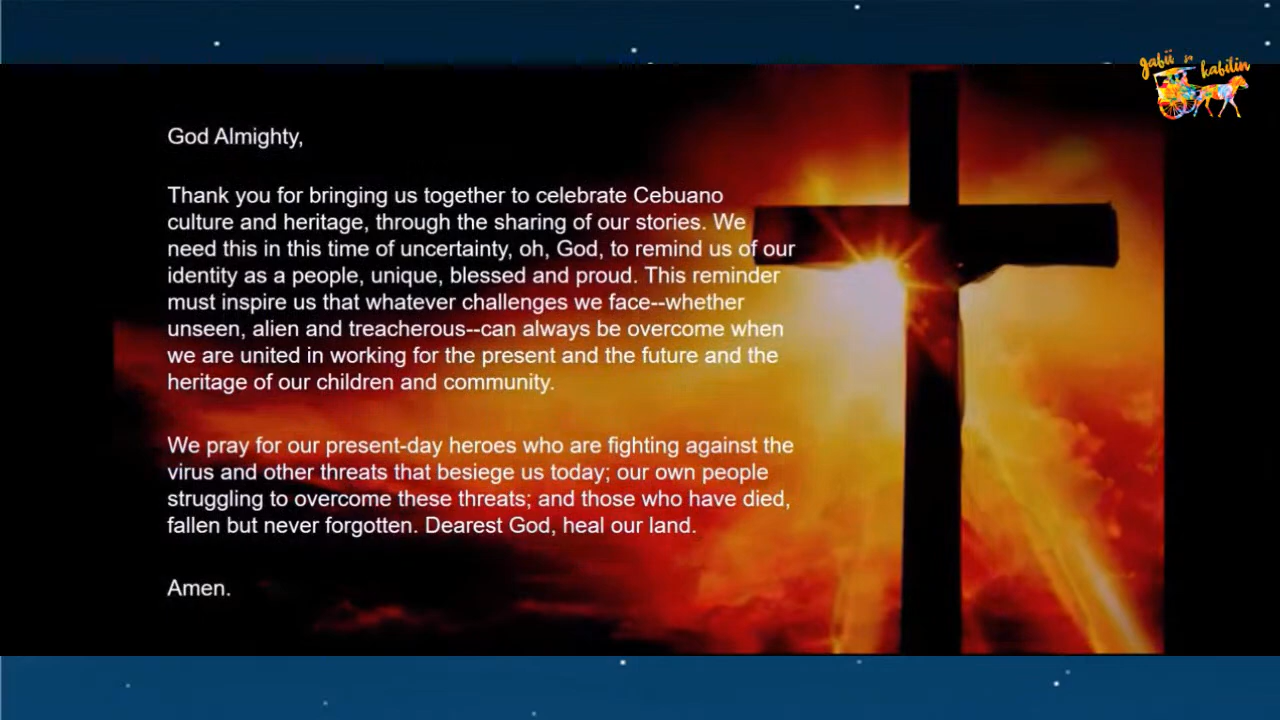 gabii sa kabilin
God Almighty,
Thank you for bringing us together to celebrate Cebuano
culture and heritage, through the sharing of our stories. We
need this in this time of uncertainty, oh, God, to remind us of our
identity as a people, unique, blessed and proud. This reminder
must inspire us that whatever challenges we face--whether
unseen, alien and treacherous--can always be overcome when
we are united in working for the present and the future and the
heritage of our children and community.
We pray for our present-day heroes who are fighting against the
virus and other threats that besiege us today; our own people
struggling to overcome these threats; and those who have died,
fallen but never forgotten. Dearest God, heal our land.
Amen.